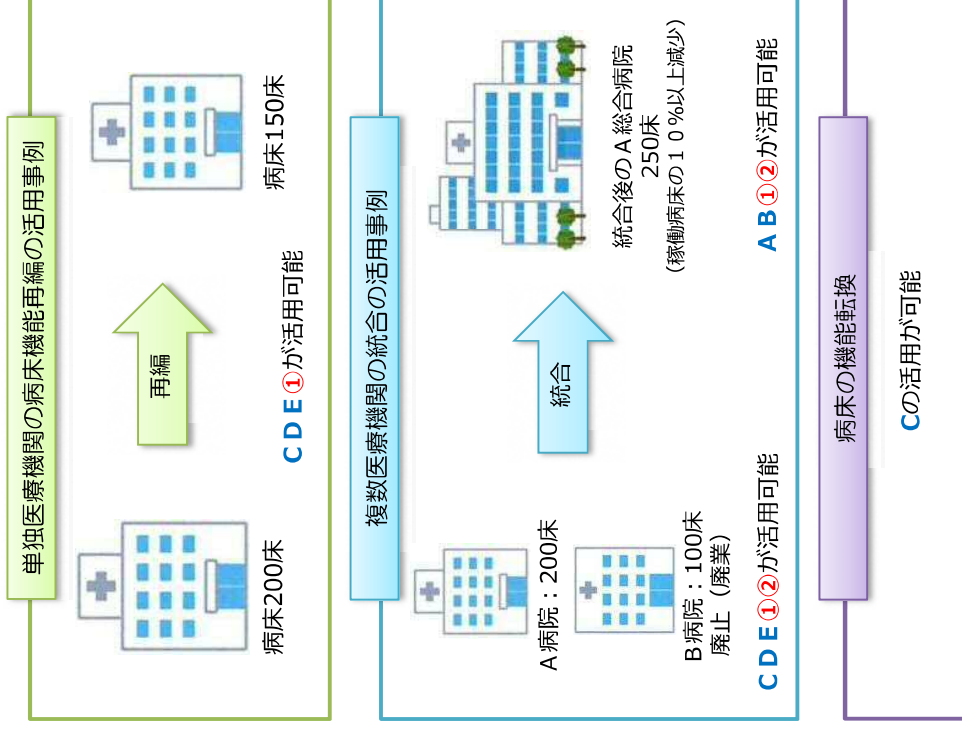 単独医療機関の病床機能再編の活用事例
病床200床
再編
病床150床
ＣＤＥ①が活用可能
複数医療機関の統合の活用事例
Ａ病院：200床
Ｂ病院：100床
廃止（廃業）
ＣＤＥ①②が活用可能
統合
統合後のＡ総合病院
250床
（稼働病床の１０％以上減少）
ＡＢ①②が活用可能
病床の機能転換
Cの活用が可能